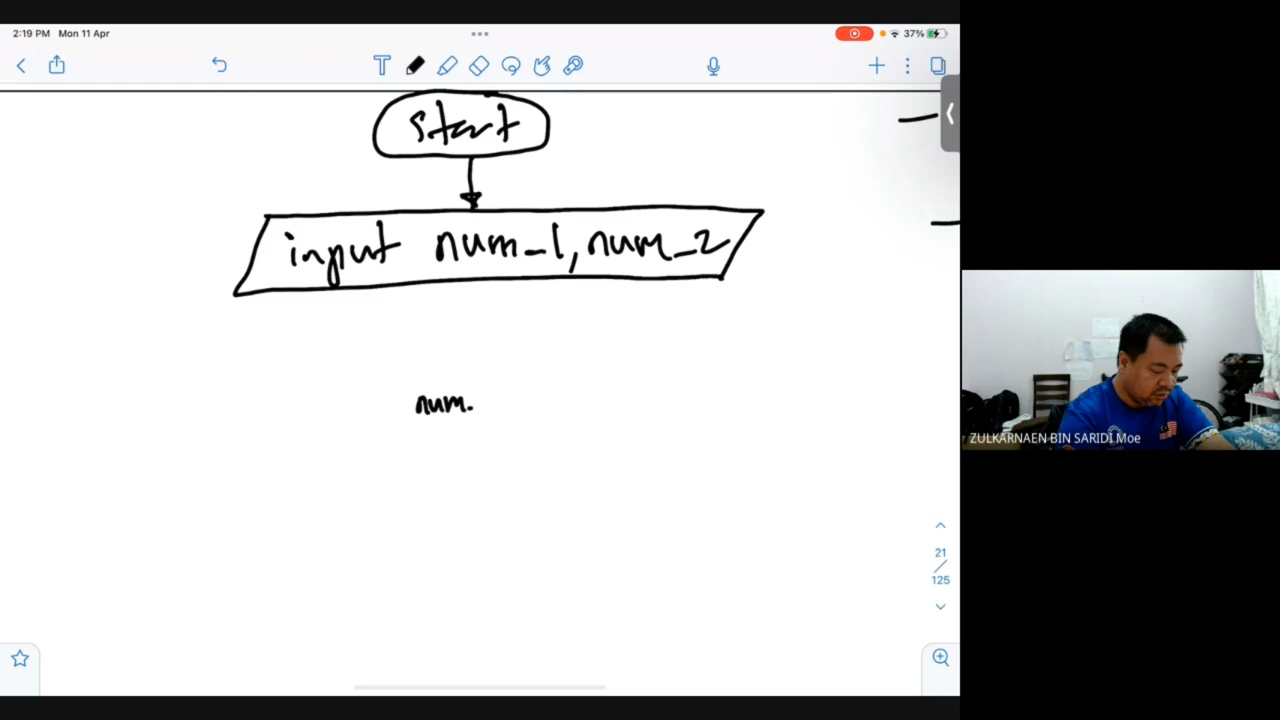 2:19 PM Mon 11 Apr
37%
start
input num_1, num_2
num.
ZULKARNAEN BIN SARIDI Moe
21
/
125